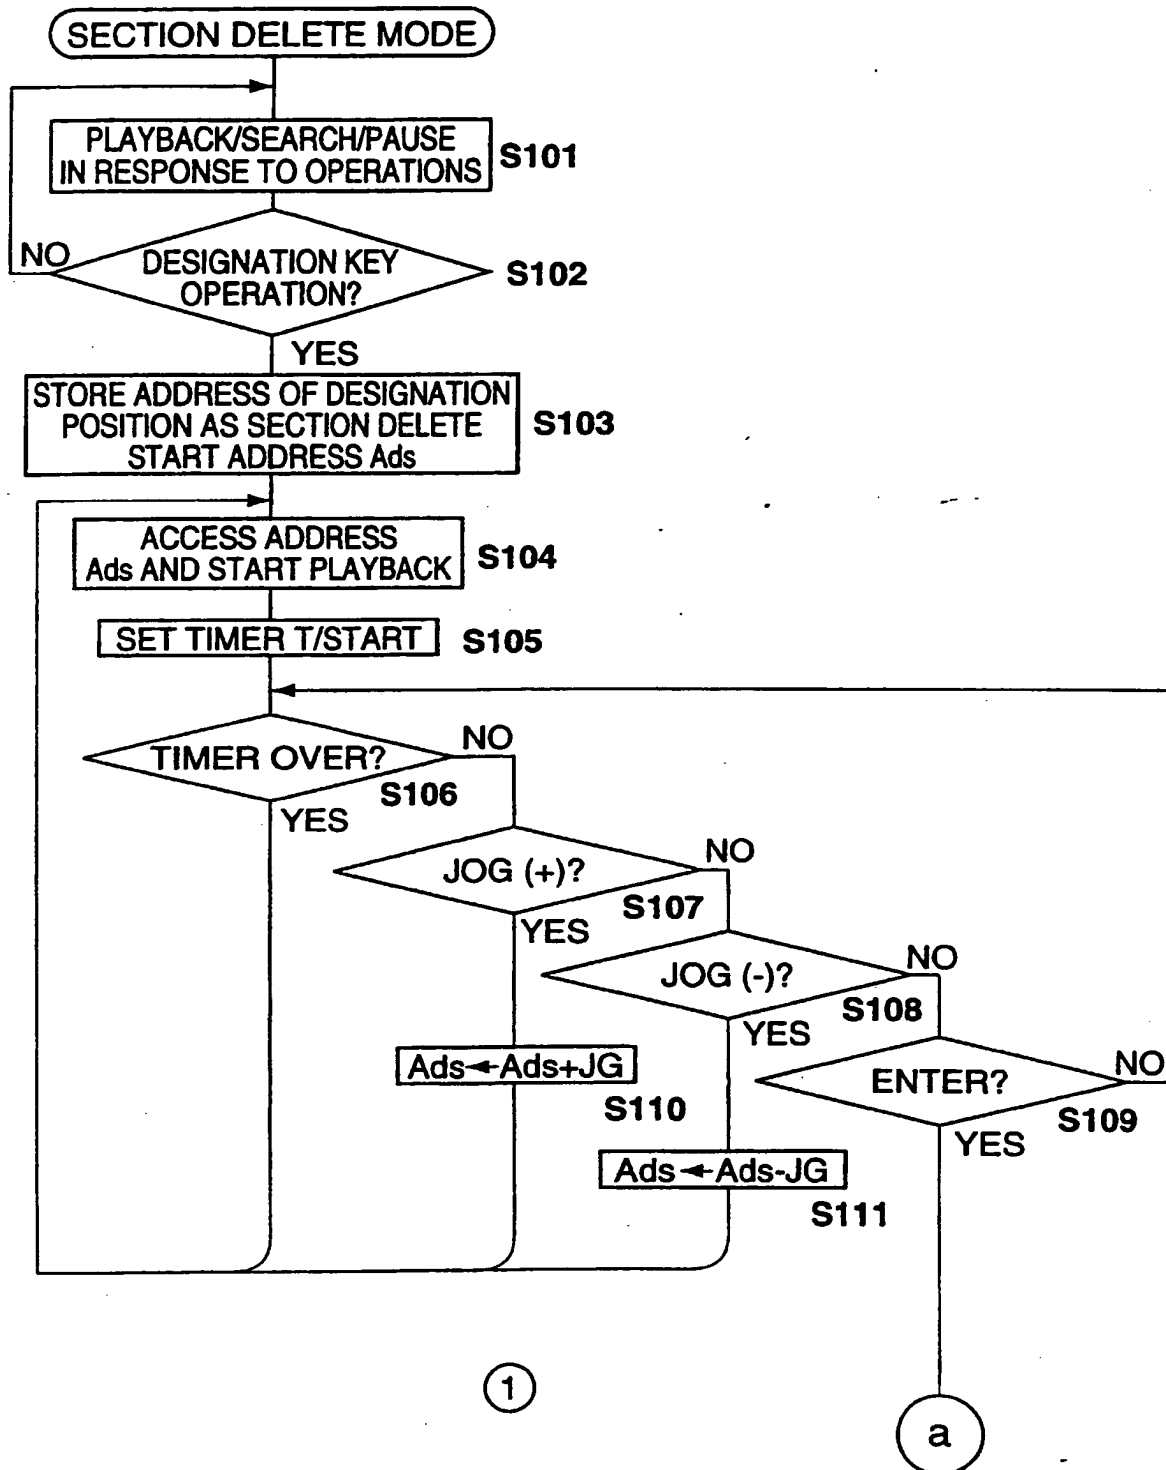 SECTION DELETE MODE
PLAYBACK/SEARCH/PAUSE
IN RESPONSE TO OPERATIONS
S101
NO
DESIGNATION KEY
OPERATION?
S102
YES
STORE ADDRESS OF DESIGNATION
POSITION AS SECTION DELETE
START ADDRESS Ads
S103
ACCESS ADDRESS
Ads AND START PLAYBACK
S104
SET TIMER T/START
S105
TIMER OVER?
NO
S106
YES
JOG (+)?
NO
S107
YES
JOG (-)?
NO
S108
YES
Ads←Ads+JG
S110
ENTER?
NO
S109
YES
Ads←Ads-JG
S111
1
a